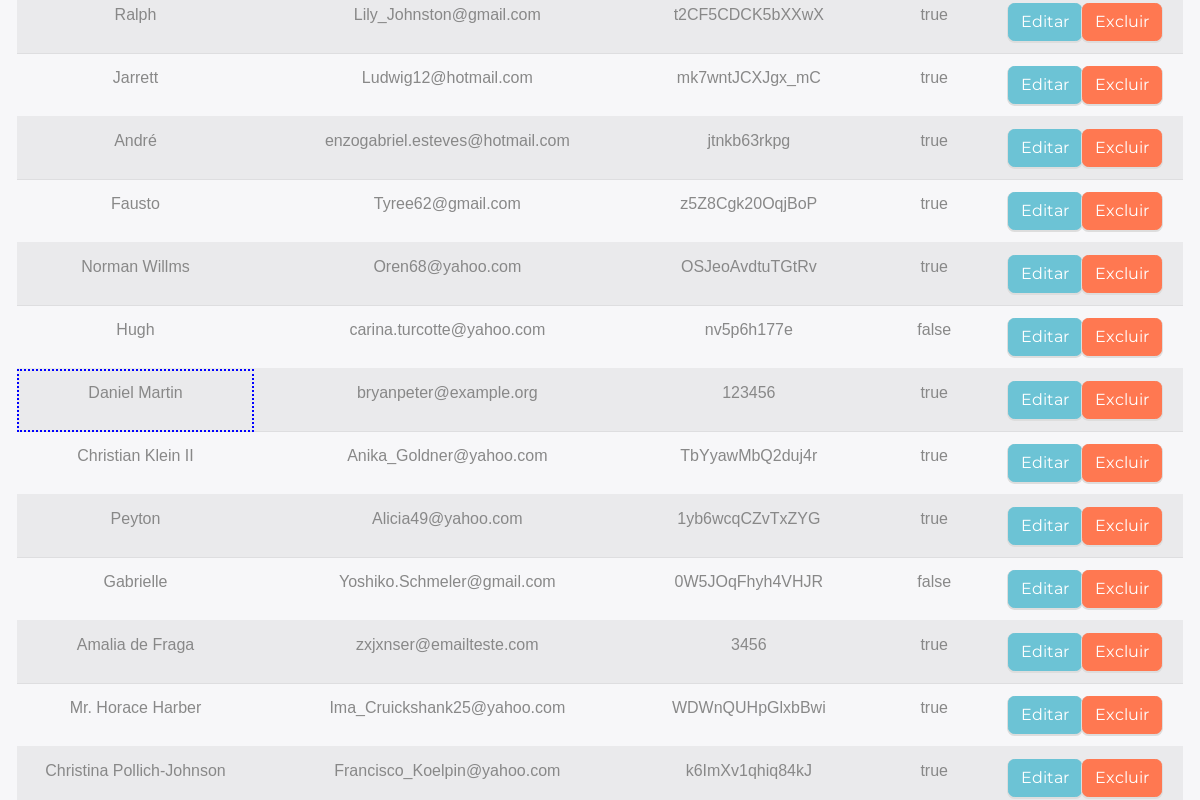 Ralph Lily_Johnston@gmail.com t2CF5CDCK5bXXwX true Editar Excluir
Jarrett Ludwig12@hotmail.com mk7wntJCXJgx_mC true Editar Excluir
André enzogabriel.esteves@hotmail.com jtnkb63rkpg true Editar Excluir
Fausto Tyree62@gmail.com z5Z8Cgk20OqjBoP true Editar Excluir
Norman Willms Oren68@yahoo.com OSJeoAvdtuTGtRv true Editar Excluir
Hugh carina.turcotte@yahoo.com nv5p6h177e false Editar Excluir
Daniel Martin bryanpeter@example.org 123456 true Editar Excluir
Christian Klein II Anika_Goldner@yahoo.com TbYyawMbQ2duj4r true Editar Excluir
Peyton Alicia49@yahoo.com 1yb6wcqCZvTxZYG true Editar Excluir
Gabrielle Yoshiko.Schmeler@gmail.com 0W5JOqFhyh4VHJR false Editar Excluir
Amalia de Fraga zxjxnser@emailteste.com 3456 true Editar Excluir
Mr. Horace Harber Ima_Cruickshank25@yahoo.com WDWnQUHpGlxbBwi true Editar Excluir
Christina Pollich-Johnson Francisco_Koelpin@yahoo.com k6ImXv1qhiq84kJ true Editar Excluir